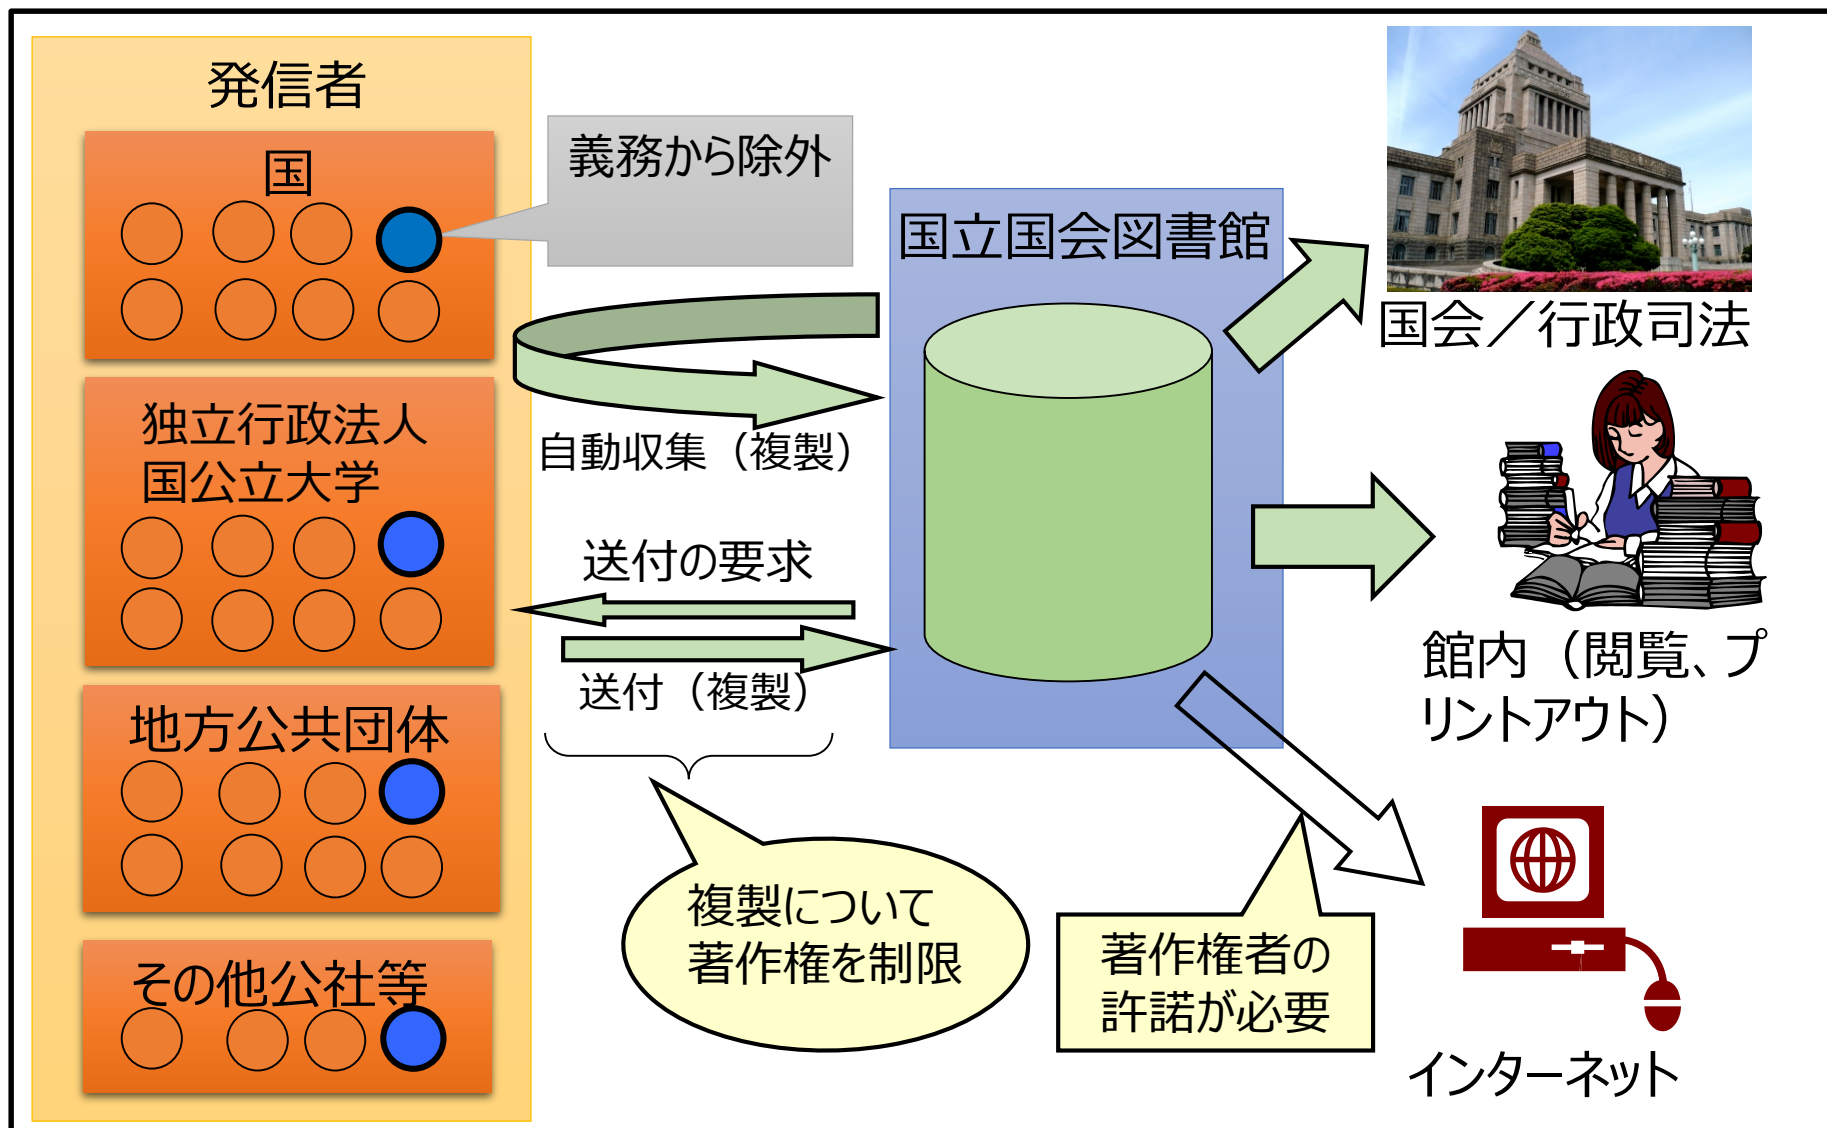 発信者
国
義務から除外
独立行政法人
国公立大学
地方公共団体
その他公社等
自動収集（複製）
送付の要求
送付（複製）
複製について
著作権を制限
国立国会図書館
著作権者の
許諾が必要
国会／行政司法
館内（閲覧、プ
リントアウト）
インターネット